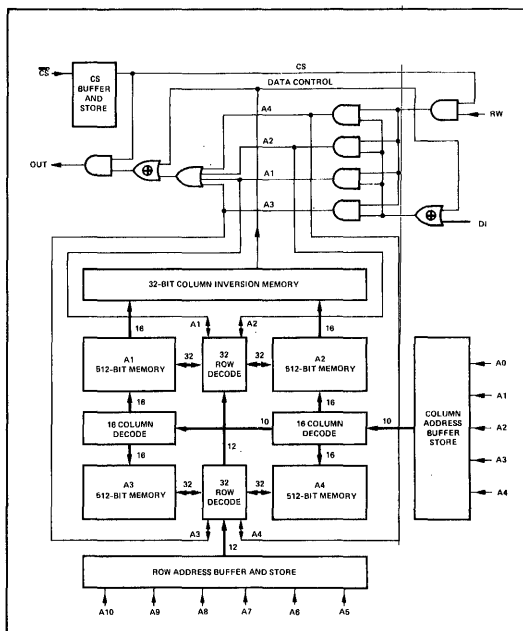 CS
CS
BUFFER
AND
STORE
CS
DATA CONTROL
RW
A4
A2
OUT
A1
A3
DI
32-BIT COLUMN INVERSION MEMORY
16
A1
A2
16
A1
512-BIT MEMORY
32
32
ROW
DECODE
32
A2
512-BIT MEMORY
16
16
16 COLUMN
DECODE
10
16 COLUMN
DECODE
10
COLUMN
ADDRESS
BUFFER
STORE
A0
A1
A2
A3
A4
16
12
16
A3
512-BIT MEMORY
32
32
ROW
DECODE
32
A4
512-BIT MEMORY
A3
12
A4
ROW ADDRESS BUFFER AND STORE
A10
A9
A8
A7
A6
A5